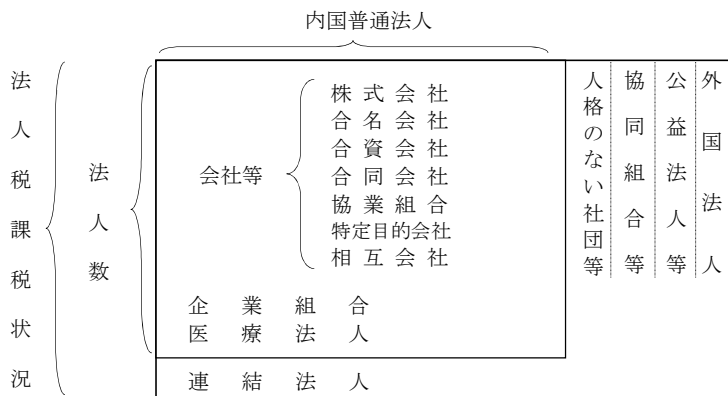 内国普通法人
法人税課税状況
法人数
会社等
株式会社
合名会社
合資会社
合同会社
協業組合
特定目的会社
相互会社
企業組合
医療法人
連結法人
人格のない社団等
協同組合等
公益法人等
外国法人